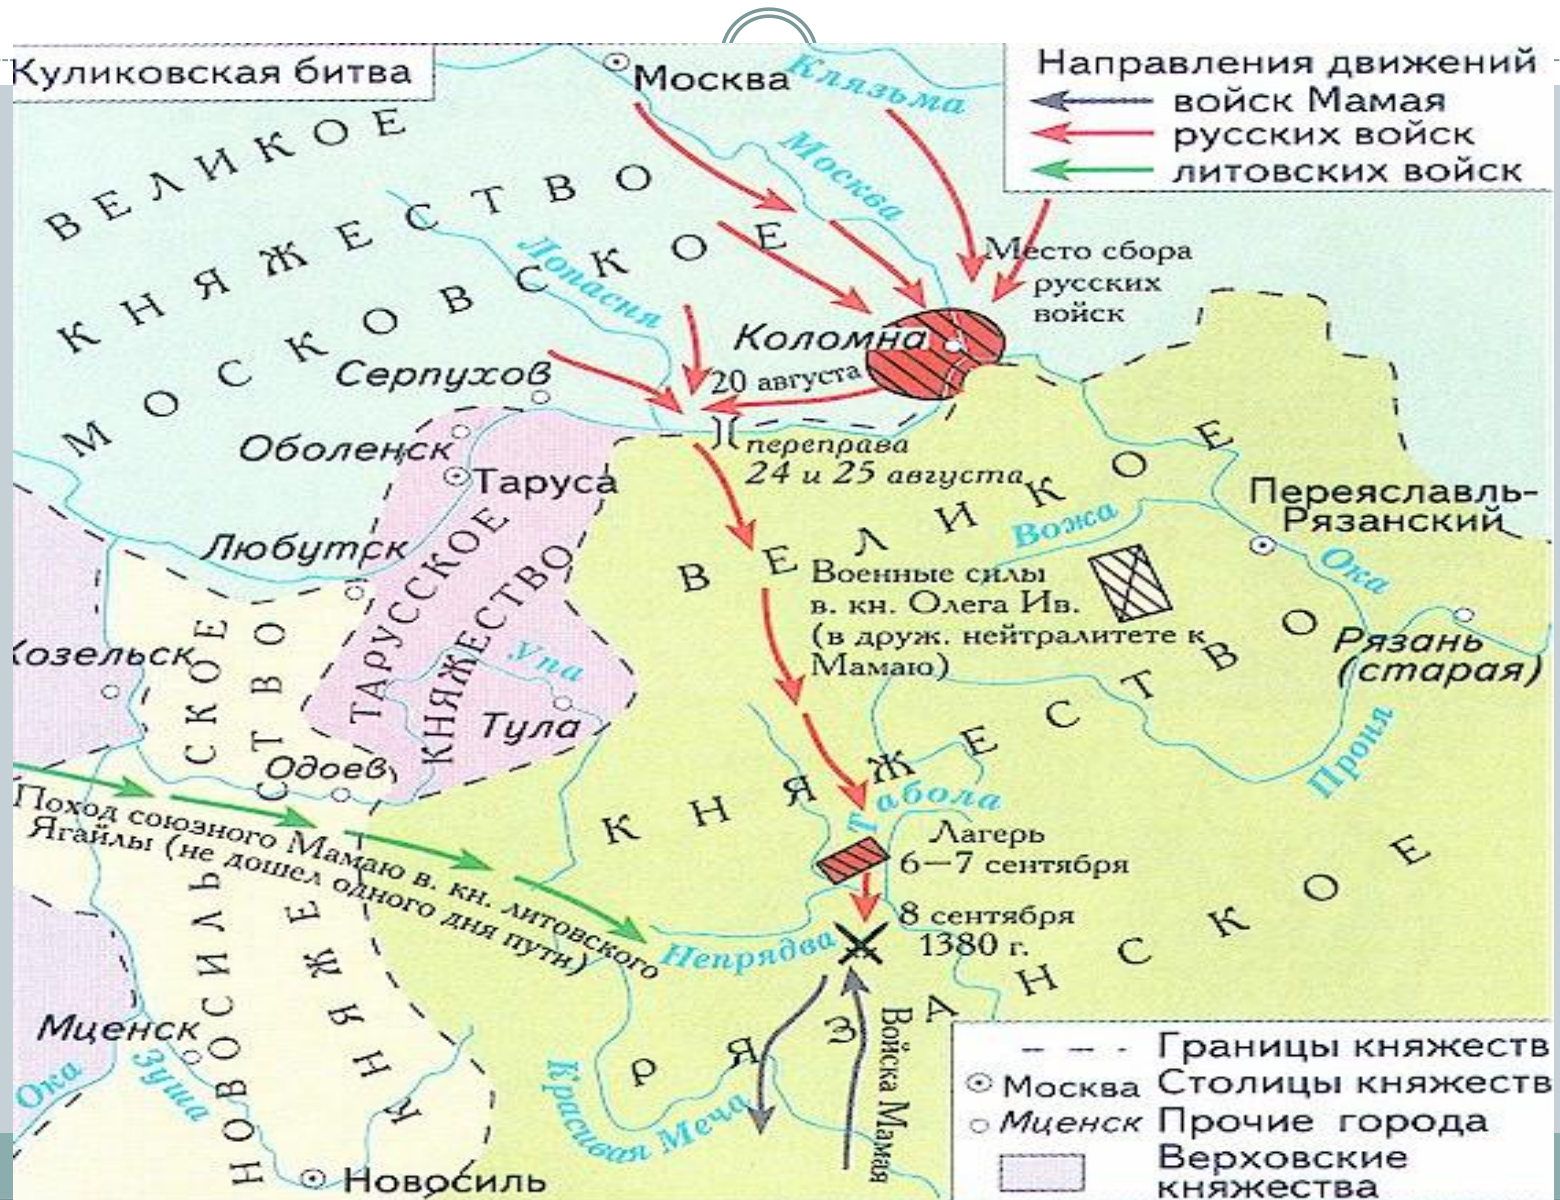 Куликовская битва
Направления движений
войск Мамая
русских войск
литовских войск
Москва
Клязьма
Москва
ВЕЛИКОЕ
КНЯЖЕСТВО
МОСКОВСКОЕ
Лопасня
Место сбора
русских
войск
Коломна
Серпухов
20 августа
Оболенск
переправа
24 и 25 августа
Таруса
Любутск
ТАРУССКОЕ
КНЯЖЕСТВО
Вожа
Переяславль-
Рязанский
Ока
Военные силы
в. кн. Олега Ив.
(в друж. нейтралитете к
Мамаю)
Рязань
(старая)
Проня
ВЕЛИКОЕ
КНЯЖЕСТВО
РЯЗАНСКОЕ
Козельск
Упа
Тула
Одоев
Поход союзного Мамаю в. кн. литовского
Ягайлы (не дошел одного дня пути)
Табола
Лагерь
6—7 сентября
8 сентября
1380 г.
Непрядва
Войска Мамая
Красивая Меча
НОВОСИЛЬСКОЕ
КНЯЖЕСТВО
Мценск
Ока
Зуша
Новосиль
Границы княжеств
Москва Столицы княжеств
Мценск Прочие города
Верховские
княжества